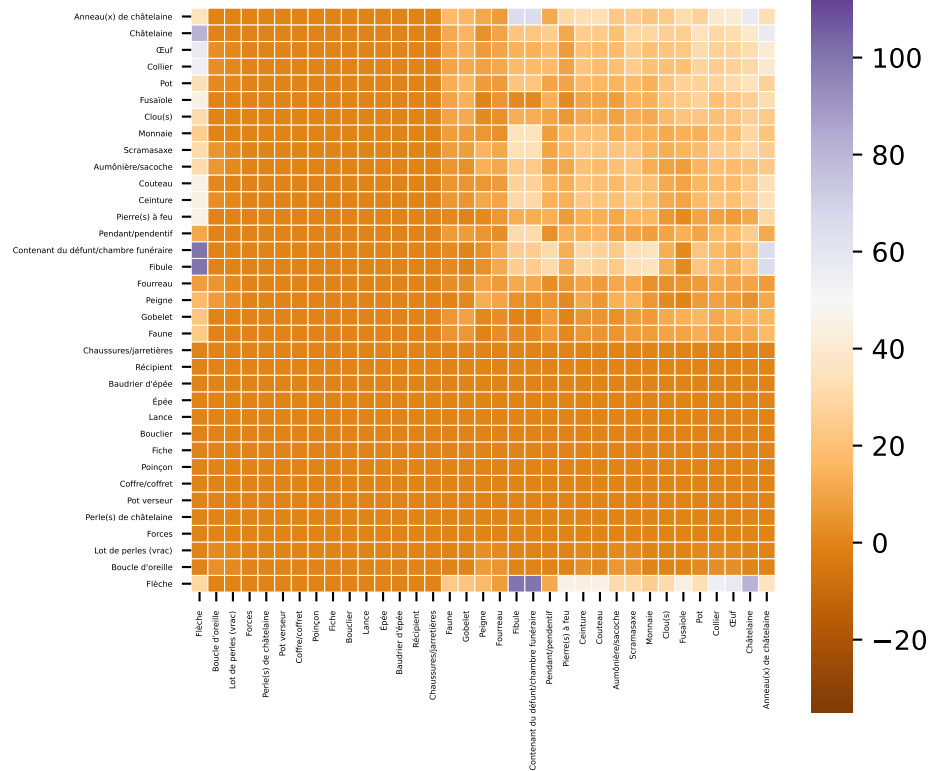 Anneau(x) de châtelaine
Châtelaine
Œuf
Collier
Pot
Fusaïole
Clou(s)
Monnaie
Scramasaxe
Aumônière/sacoche
Couteau
Ceinture
Pierre(s) à feu
Pendant/pendentif
Contenant du défunt/chambre funéraire
Fibule
Fourreau
Peigne
Gobelet
Faune
Chaussures/jarretières
Récipient
Baudrier d'épée
Épée
Lance
Bouclier
Fiche
Poinçon
Coffre/coffret
Pot verseur
Perle(s) de châtelaine
Forces
Lot de perles (vrac)
Boucle d'oreille
Flèche
Flèche
Boucle d'oreille
Lot de perles (vrac)
Forces
Perle(s) de châtelaine
Pot verseur
Coffre/coffret
Poinçon
Fiche
Bouclier
Lance
Épée
Baudrier d'épée
Récipient
Chaussures/jarretières
Faune
Gobelet
Peigne
Fourreau
Fibule
Contenant du défunt/chambre funéraire
Pendant/pendentif
Pierre(s) à feu
Ceinture
Couteau
Aumônière/sacoche
Scramasaxe
Monnaie
Clou(s)
Fusaïole
Pot
Collier
Œuf
Châtelaine
Anneau(x) de châtelaine
100
80
60
40
20
0
−20